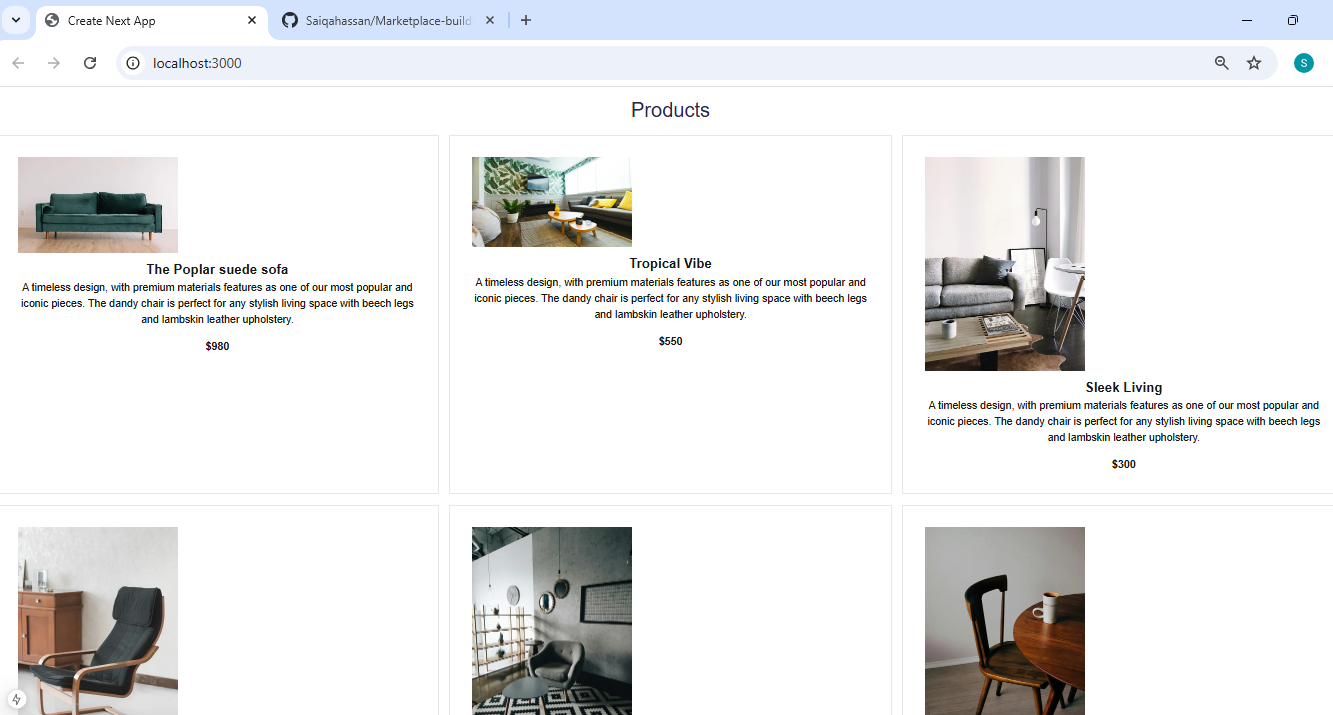 Create Next App
Saiqahassan/Marketplace-build
localhost:3000
S
Products
The Poplar suede sofa
A timeless design, with premium materials features as one of our most popular and
iconic pieces. The dandy chair is perfect for any stylish living space with beech legs
and lambskin leather upholstery.
$980
Tropical Vibe
A timeless design, with premium materials features as one of our most popular and
iconic pieces. The dandy chair is perfect for any stylish living space with beech legs
and lambskin leather upholstery.
$550
Sleek Living
A timeless design, with premium materials features as one of our most popular and
iconic pieces. The dandy chair is perfect for any stylish living space with beech legs
and lambskin leather upholstery.
$300